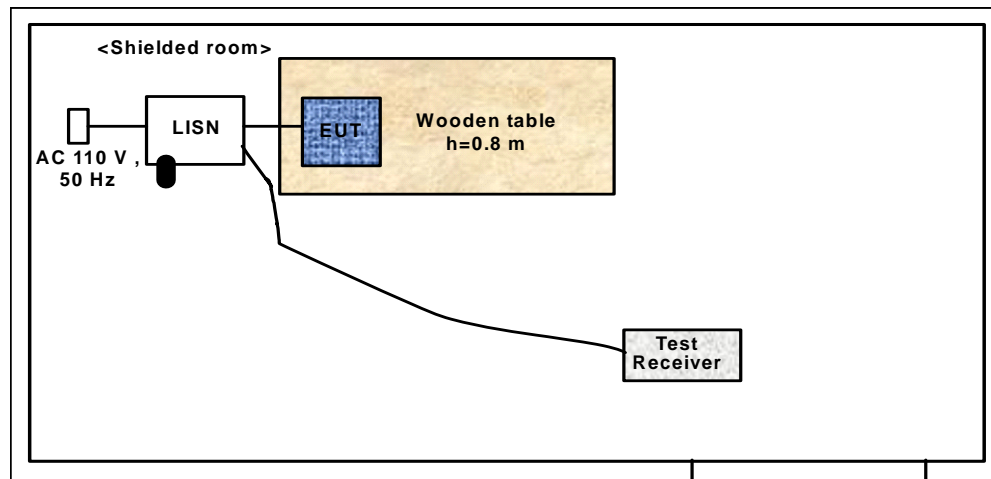 <Shielded room>
LISN
EUT
Wooden table
h=0.8 m
AC 110 V ,
50 Hz
Test
Receiver